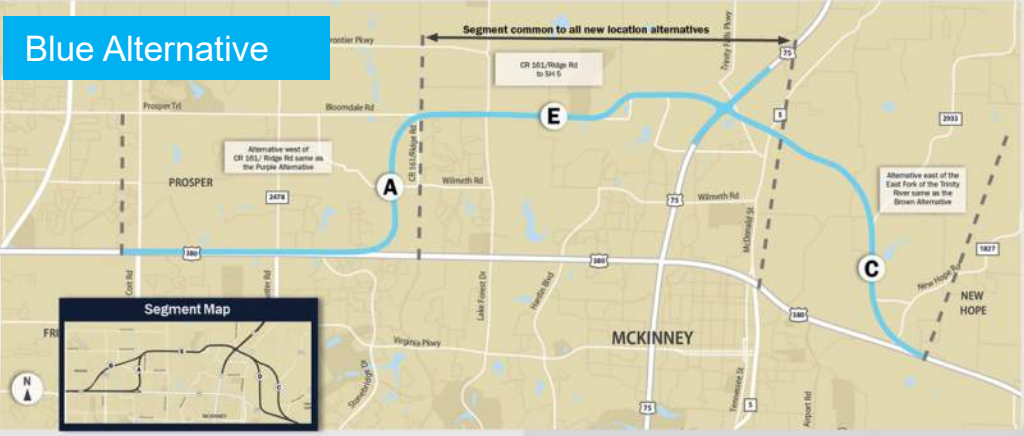 Blue Alternative
Frontier Pkwy
Segment common to all new location alternatives
Trinity Falls Pkwy
75
CR 161/Ridge Rd
to SH 5
Prosper Trl
Bloomdale Rd
E
5
2933
Alternative west of
CR 161/ Ridge Rd same as
the Purple Alternative
CR 161/Ridge Rd
Alternative east of the
East Fork of the Trinity
River same as the
Brown Alternative
PROSPER
A
Wilmeth Rd
2478
75
Wilmeth Rd
McDonald St
1827
380
380
C
New Hope Rd
Coit Rd
Lake Forest Dr
Hardin Blvd
NEW
HOPE
Segment Map
380
MCKINNEY
Virginia Pkwy
Stonebridge Dr
N
MCKINNEY
75
Tennessee St
5
Airport Rd